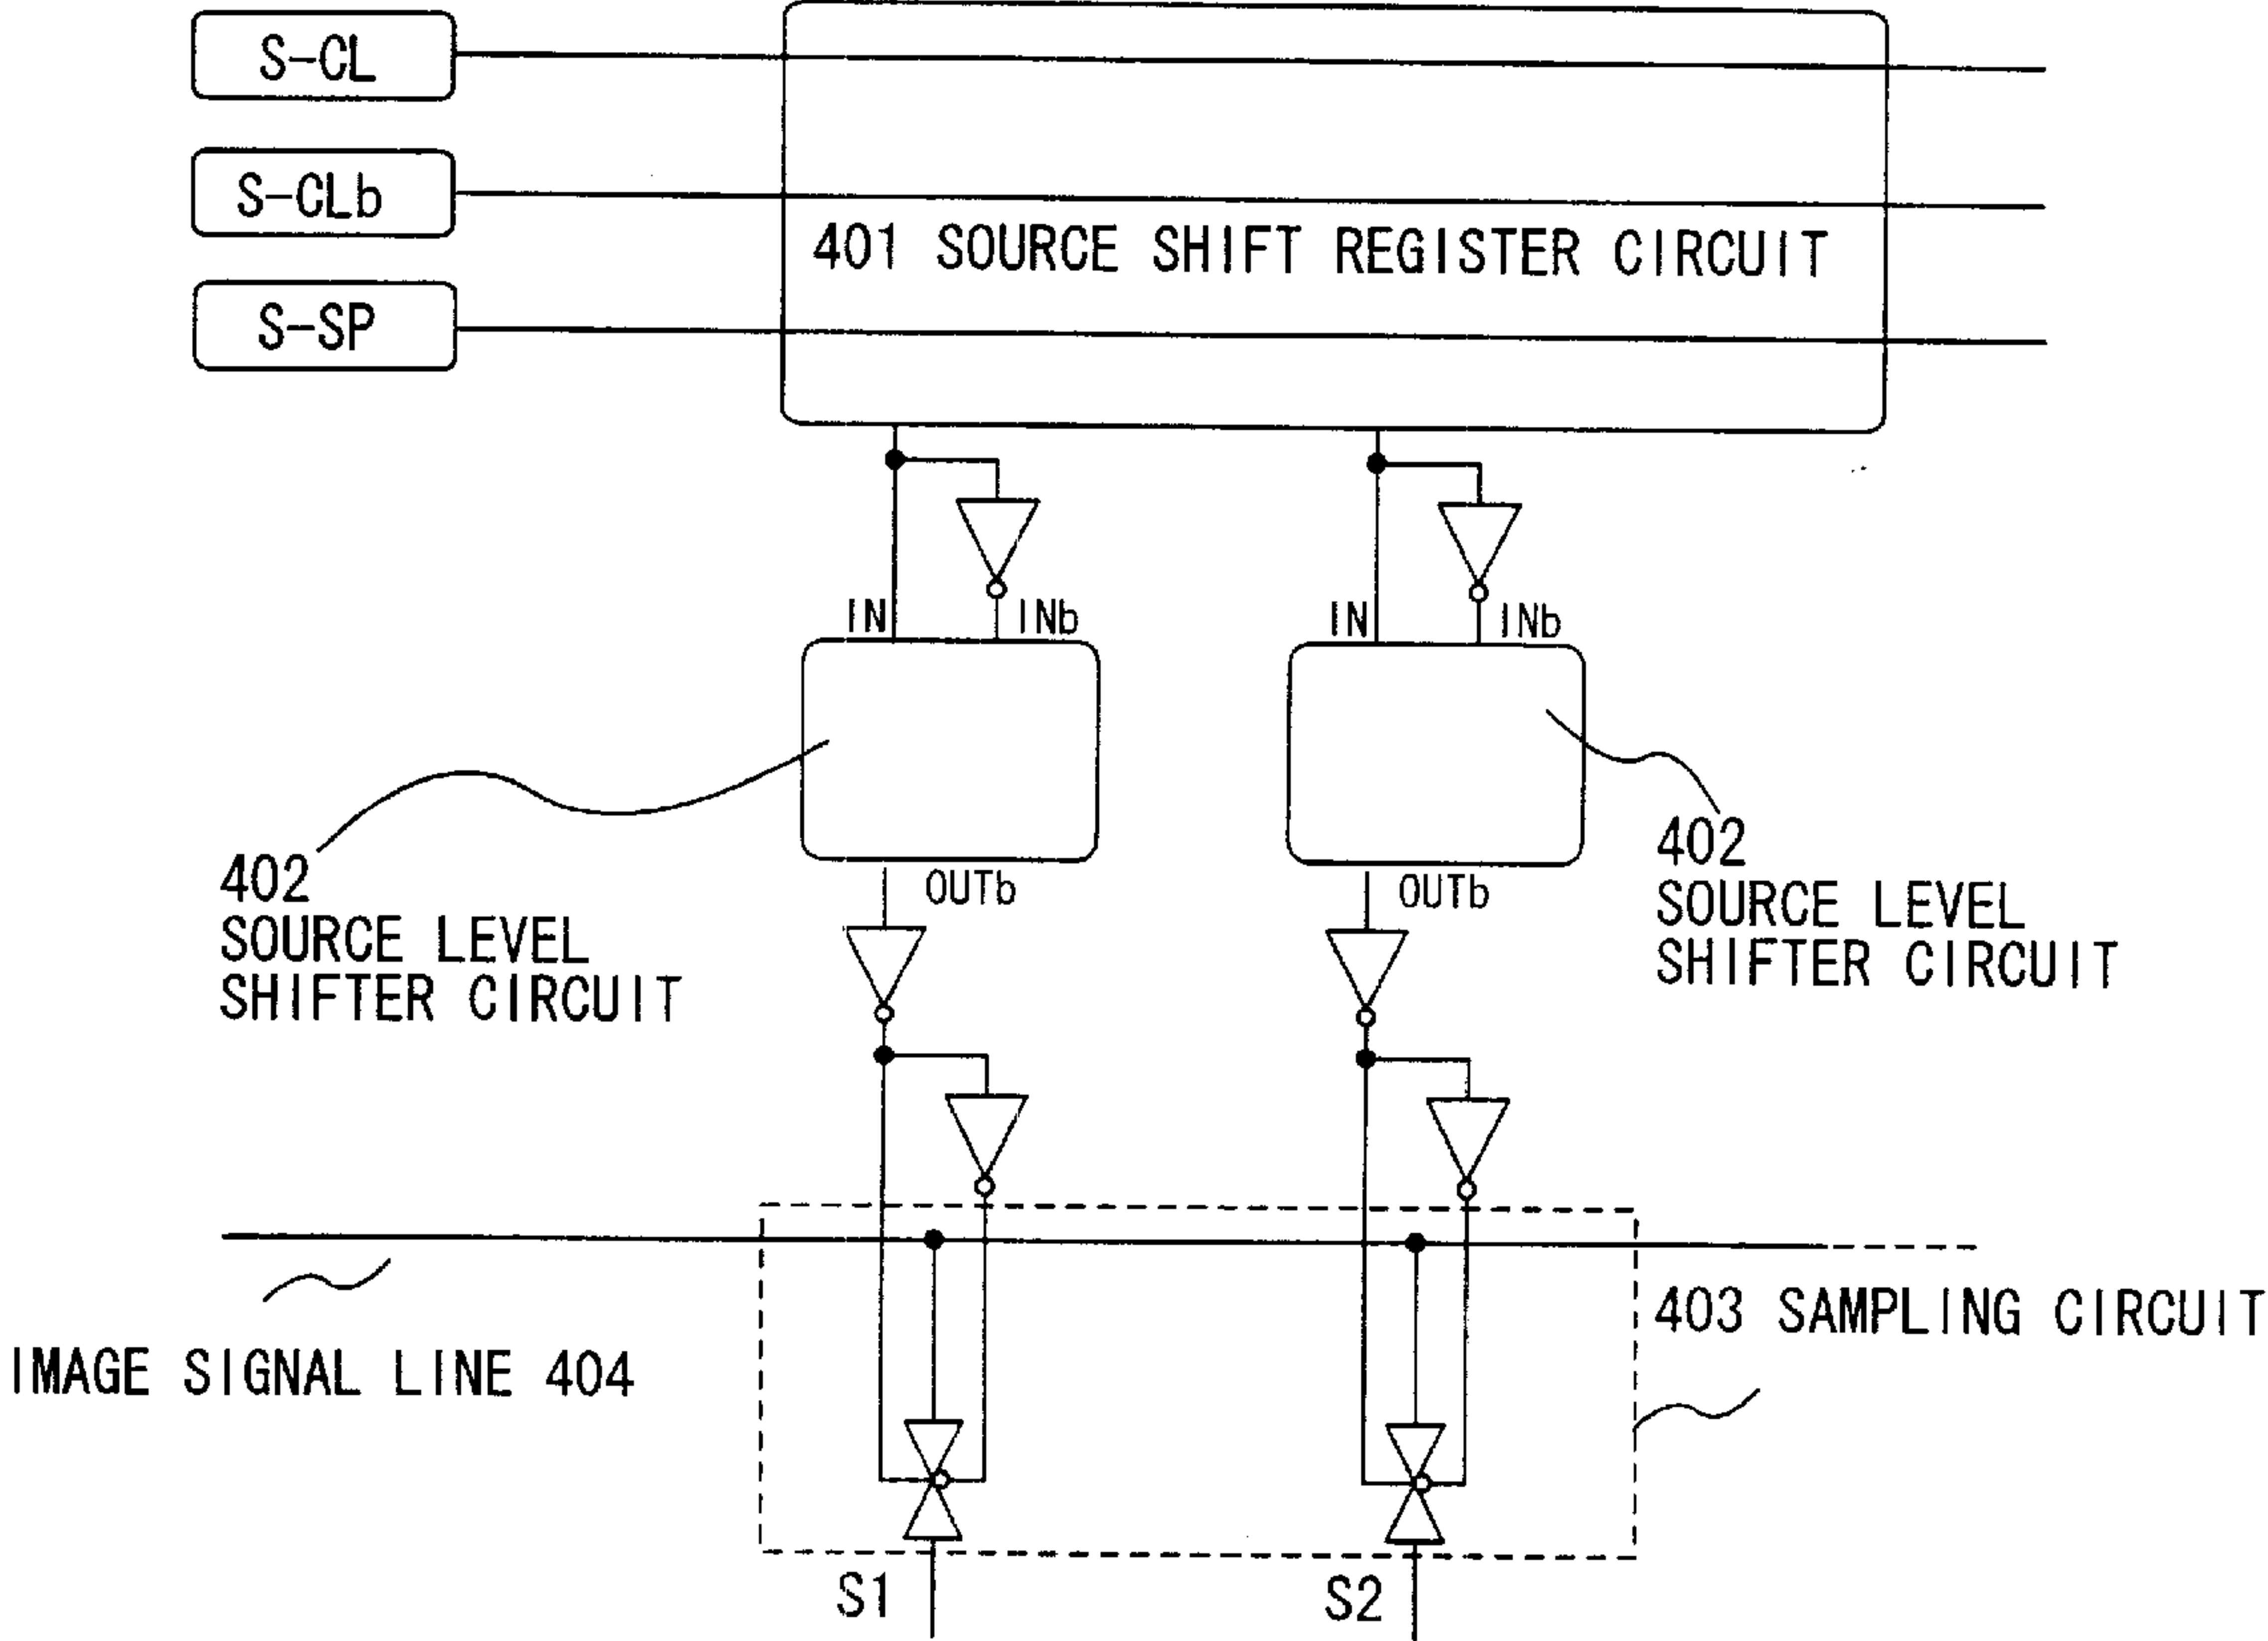 S-CL
S-CLb
401 SOURCE SHIFT REGISTER CIRCUIT
S-SP
IN
INb
IN
INb
402
SOURCE LEVEL
SHIFTER CIRCUIT
OUTb
OUTb
402
SOURCE LEVEL
SHIFTER CIRCUIT
403 SAMPLING CIRCUIT
IMAGE SIGNAL LINE 404
S1
S2